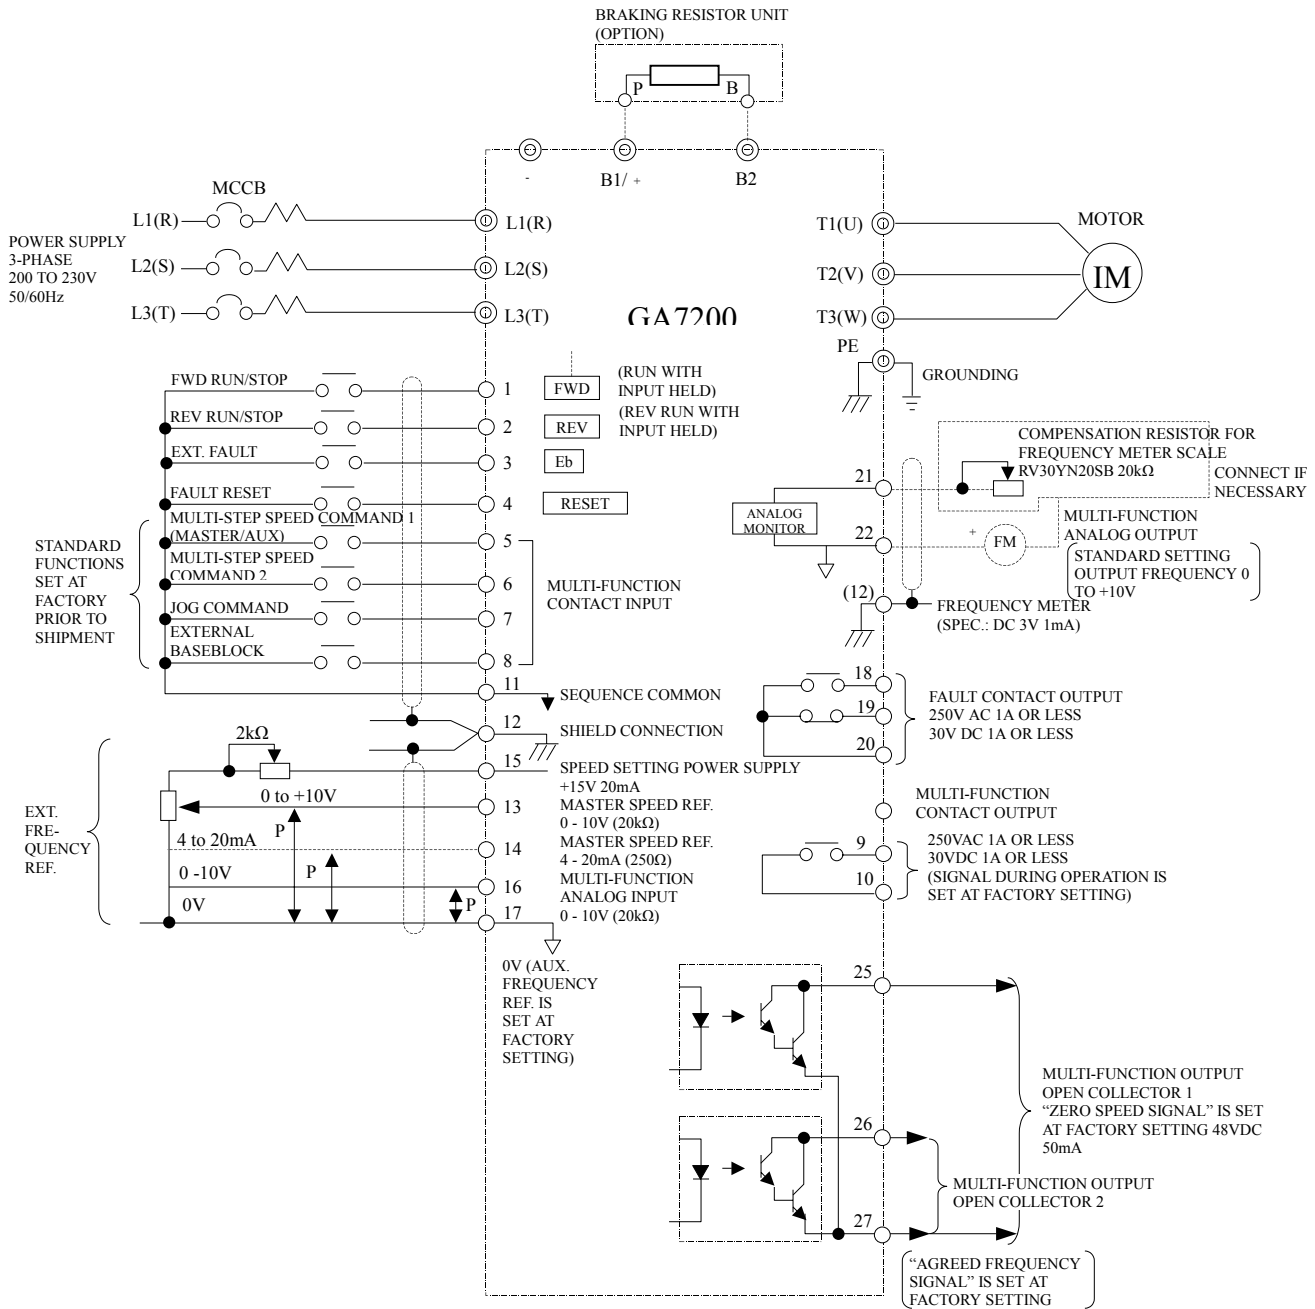 BRAKING RESISTOR UNIT
(OPTION)
P
B
-
B1/ +
B2
MCCB
L1(R)
L1(R)
T1(U)
MOTOR
POWER SUPPLY
3-PHASE
200 TO 230V
50/60Hz
L2(S)
L2(S)
T2(V)
IM
L3(T)
L3(T)
GA7200
T3(W)
PE
GROUNDING
FWD RUN/STOP
1
FWD
(RUN WITH
INPUT HELD)
REV RUN/STOP
2
REV
(REV RUN WITH
INPUT HELD)
EXT. FAULT
3
Eb
FAULT RESET
4
RESET
MULTI-STEP SPEED COMMAND 1
(MASTER/AUX)
5
MULTI-STEP SPEED
COMMAND 2
6
JOG COMMAND
7
EXTERNAL
BASEBLOCK
8
STANDARD
FUNCTIONS
SET AT
FACTORY
PRIOR TO
SHIPMENT
MULTI-FUNCTION
CONTACT INPUT
11
SEQUENCE COMMON
12
SHIELD CONNECTION
COMPENSATION RESISTOR FOR
FREQUENCY METER SCALE
RV30YN20SB 20kΩ
CONNECT IF
NECESSARY
21
ANALOG
MONITOR
22
+
FM
MULTI-FUNCTION
ANALOG OUTPUT
STANDARD SETTING
OUTPUT FREQUENCY 0
TO +10V
(12)
FREQUENCY METER
(SPEC.: DC 3V 1mA)
18
19
20
FAULT CONTACT OUTPUT
250V AC 1A OR LESS
30V DC 1A OR LESS
2kΩ
15
SPEED SETTING POWER SUPPLY
+15V 20mA
0 to +10V
13
MASTER SPEED REF.
0 - 10V (20kΩ)
P
4 to 20mA
14
MASTER SPEED REF.
4 - 20mA (250Ω)
P
0 -10V
16
MULTI-FUNCTION
ANALOG INPUT
0 - 10V (20kΩ)
P
0V
17
EXT.
FRE-
QUENCY
REF.
0V (AUX.
FREQUENCY
REF. IS
SET AT
FACTORY
SETTING)
MULTI-FUNCTION
CONTACT OUTPUT
9
10
250VAC 1A OR LESS
30VDC 1A OR LESS
(SIGNAL DURING OPERATION IS
SET AT FACTORY SETTING)
25
MULTI-FUNCTION OUTPUT
OPEN COLLECTOR 1
“ZERO SPEED SIGNAL” IS SET
AT FACTORY SETTING 48VDC
50mA
26
MULTI-FUNCTION OUTPUT
OPEN COLLECTOR 2
27
“AGREED FREQUENCY
SIGNAL” IS SET AT
FACTORY SETTING